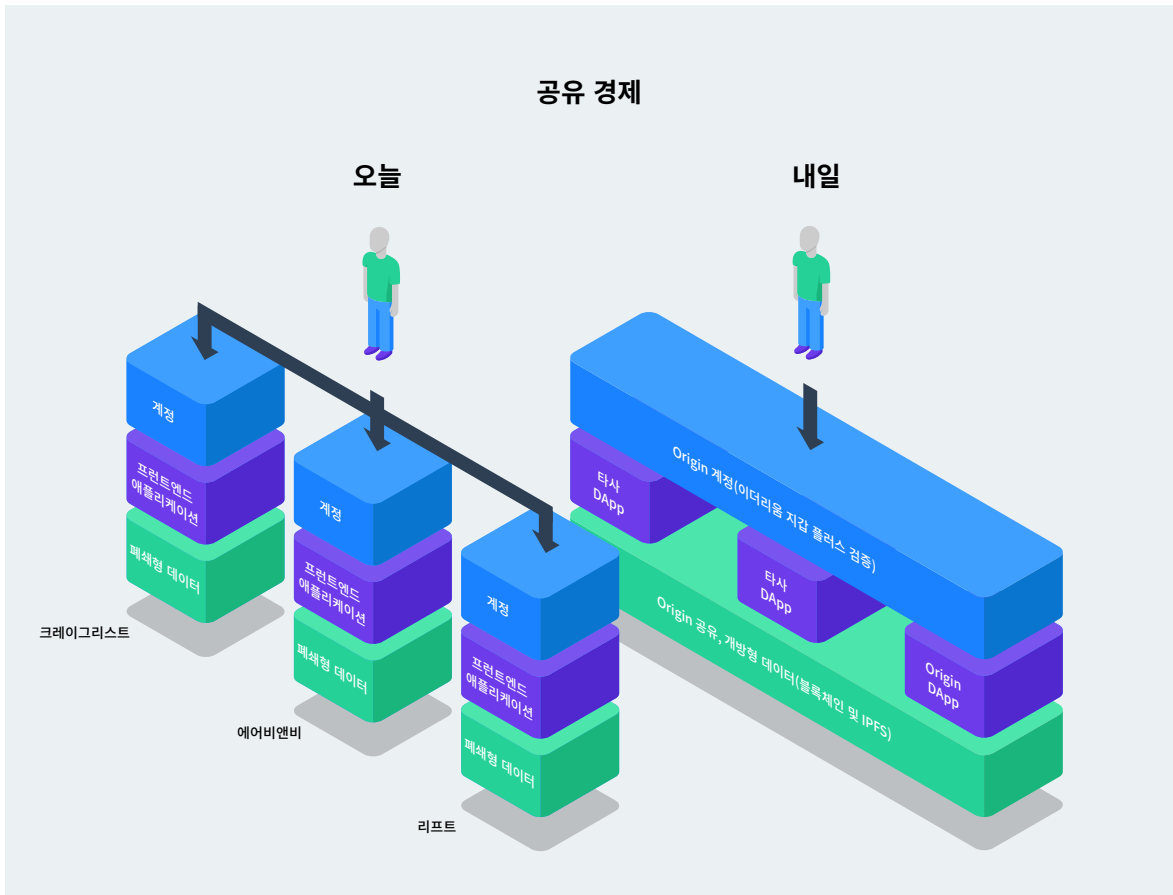 공유 경제
오늘
내일
계정
프런트엔드
애플리케이션
폐쇄형 데이터
크레이그리스트
계정
프런트엔드
애플리케이션
폐쇄형 데이터
에어비앤비
계정
프런트엔드
애플리케이션
폐쇄형 데이터
리프트
Origin 계정(이더리움 지갑 플러스 검증)
타사
DApp
타사
DApp
Origin
DApp
Origin 공유, 개방형 데이터(블록체인 및 IPFS)